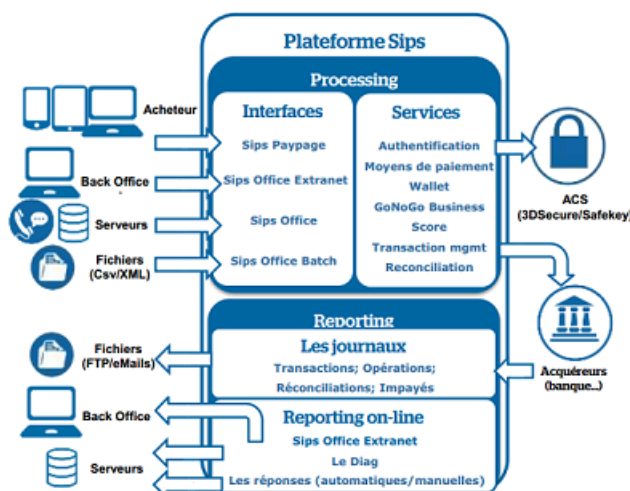 Plateforme Sips
Processing
Acheteur
Back Office
Serveurs
Fichiers
(Csv/XML)
Interfaces
Sips Paypage
Sips Office Extranet
Sips Office
Sips Office Batch
Services
Authentification
Moyens de paiement
Wallet
GoNoGo Business
Score
Transaction mgmt
Reconciliation
ACS
(3DSecure/Safekey)
Acquéreurs
(banque...)
Reporting
Les journaux
Transactions; Opérations;
Réconciliations; Impayés
Reporting on-line
Sips Office Extranet
Le Diag
Les réponses (automatiques/manuelles)
Fichiers
(FTP/eMails)
Back Office
Serveurs